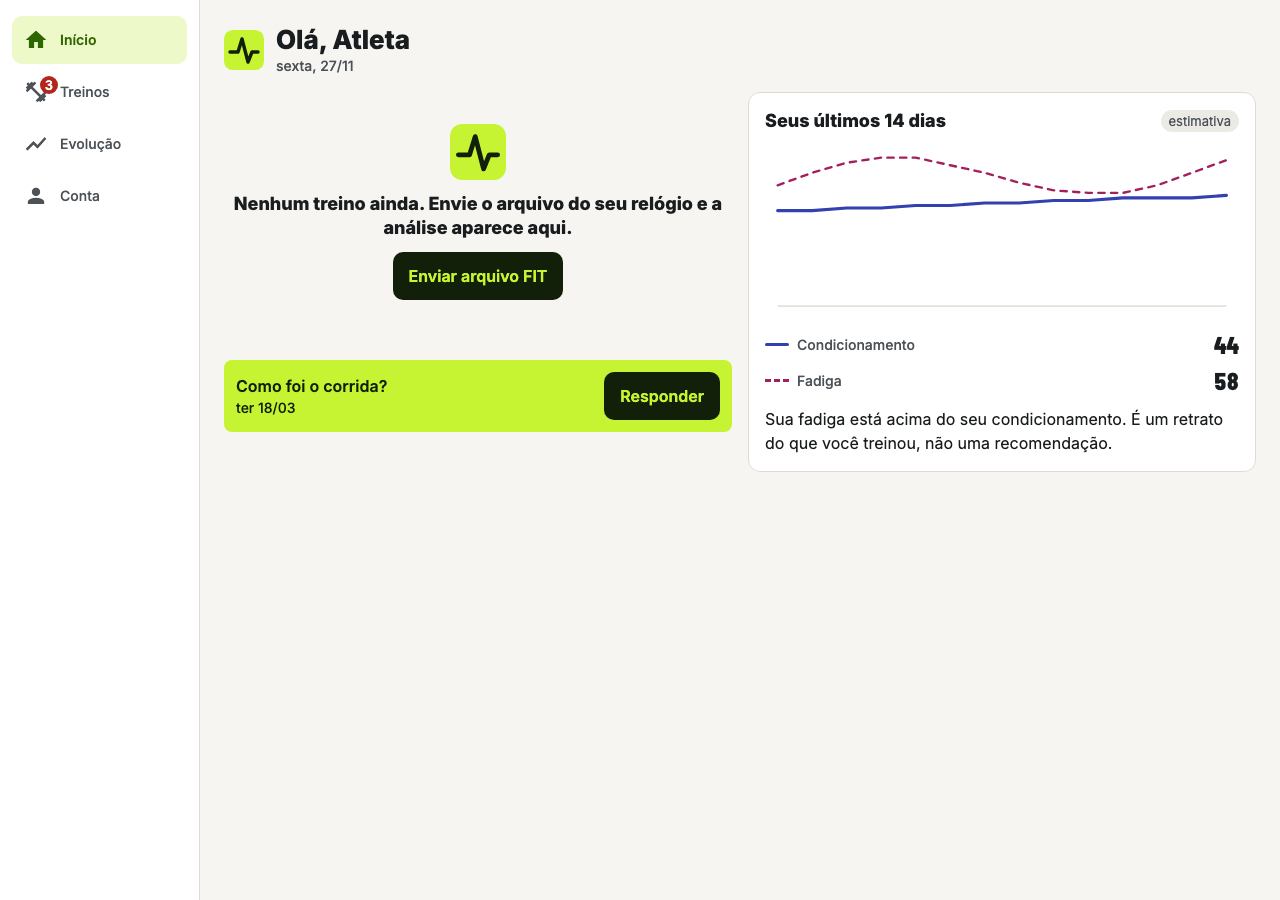 Início
3
Treinos
Evolução
Conta
Olá, Atleta
sexta, 27/11
Nenhum treino ainda. Envie o arquivo do seu relógio e a
análise aparece aqui.
Enviar arquivo FIT
Como foi o corrida?
ter 18/03
Responder
Seus últimos 14 dias
estimativa
Condicionamento
44
Fadiga
58
Sua fadiga está acima do seu condicionamento. É um retrato
do que você treinou, não uma recomendação.